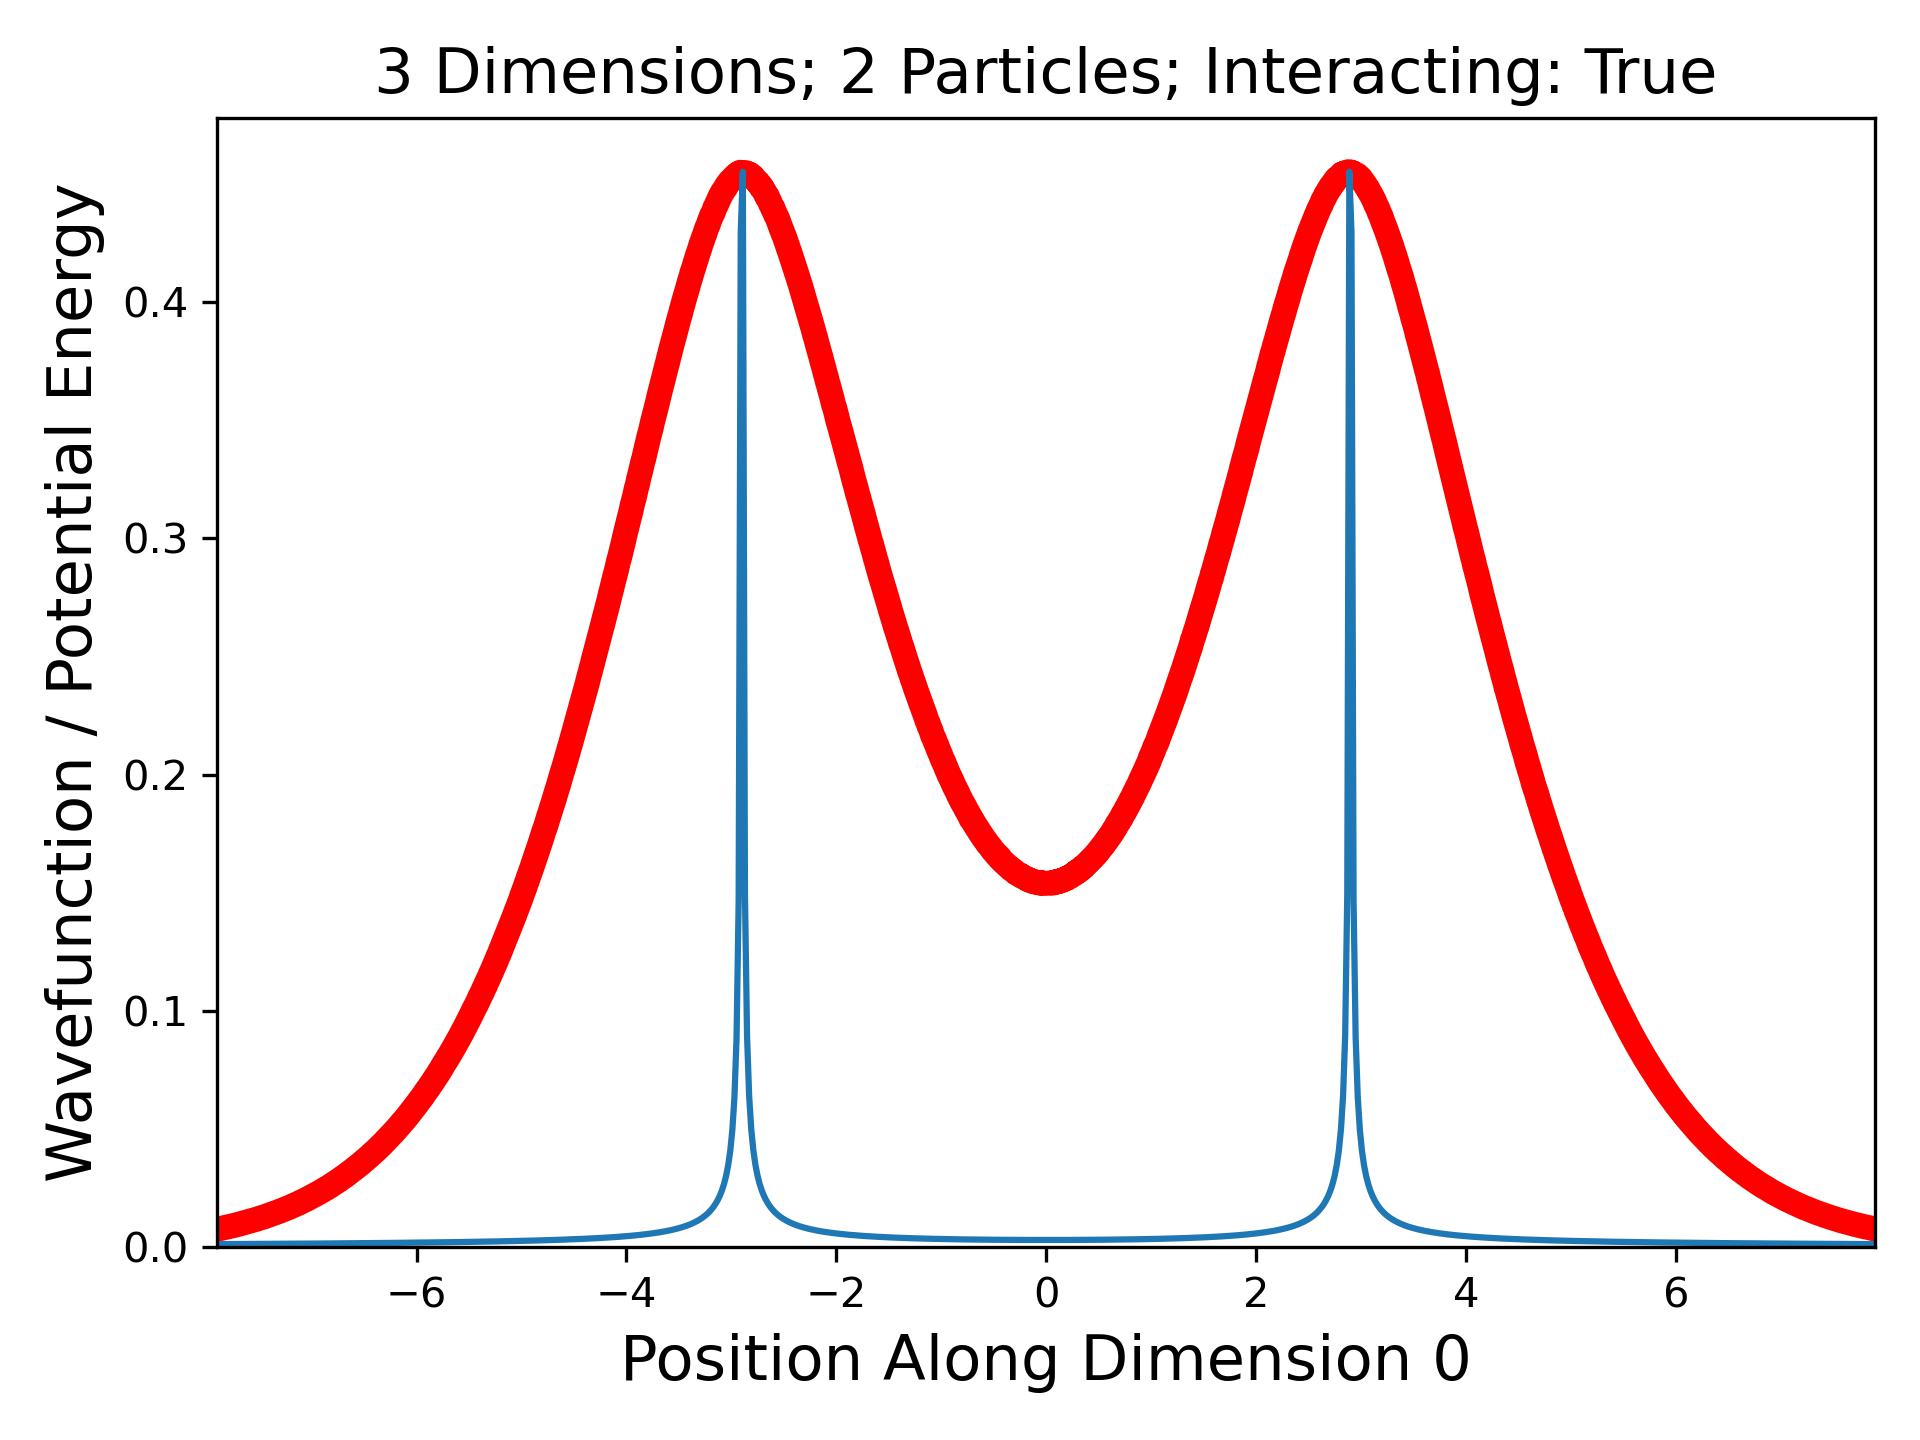 3 Dimensions; 2 Particles; Interacting: True
Wavefunction / Potential Energy
0.4
0.3
0.2
0.1
0.0
−6 −4 −2 0 2 4 6
Position Along Dimension 0